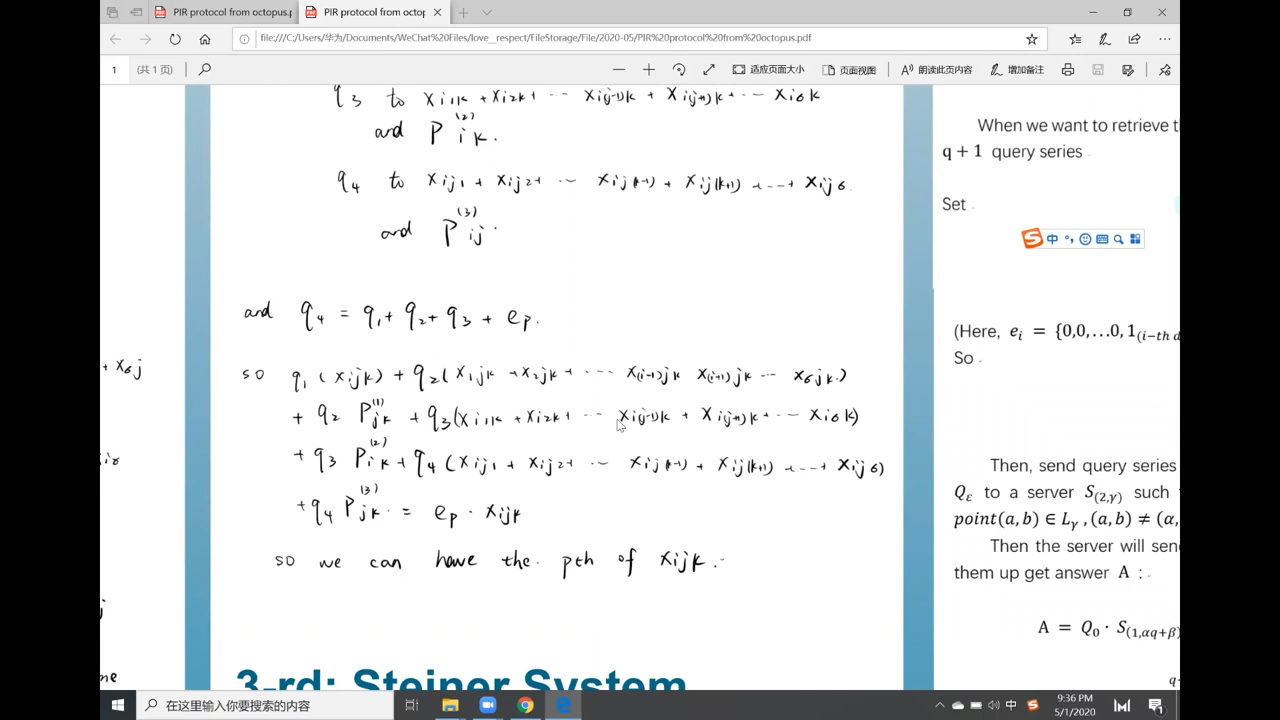 PIR protocol from octopus.p
PIR protocol from octop
file:///C:/Users/华为/Documents/WeChat%20Files/love__respect/FileStorage/File/2020-05/PIR%20protocol%20from%20octopus.pdf
1 (共 1 页)
适应页面大小
页面视图
朗读此页内容
增加备注
q3 to xi1k + xi2k + ... xi(j-1)k + xi(j+1)k + ... xi6k
and P(2)ik.
q4 to xij1 + xij2+ ... xij(k-1) + xij(k+1) + ... + xij6.
and P(3)ij.
and q4 = q1 + q2 + q3 + ep.
so q1 (xijk) + q2( x1jk + x2jk + ... x(i-1)jk x(i+1)jk ... x6jk)
+ q2 P(1)jk + q3(xi1k + xi2k + ... xi(j-1)k + xi(j+1)k + ... xi6k)
+ q3 P(2)ik + q4 (xij1 + xij2+ ... xij(k-1) + xij(k+1) + ... + xij6)
+ q4 P(3)jk = ep · xijk
so we can have the pth of xijk.
3-rd: Steiner System
+ x6j
me
When we want to retrieve t
q + 1 query series
Set
中
(Here, ei = {0,0, …0, 1(i−th d
So
Then, send query series
Qε to a server S(2,γ) such
point(a, b) ∈ Lγ , (a, b) ≠ (α,
Then the server will sen
them up get answer A :
A = Q0 · S(1,αq+β)
q-
在这里输入你要搜索的内容
中
9:36 PM
5/1/2020
1